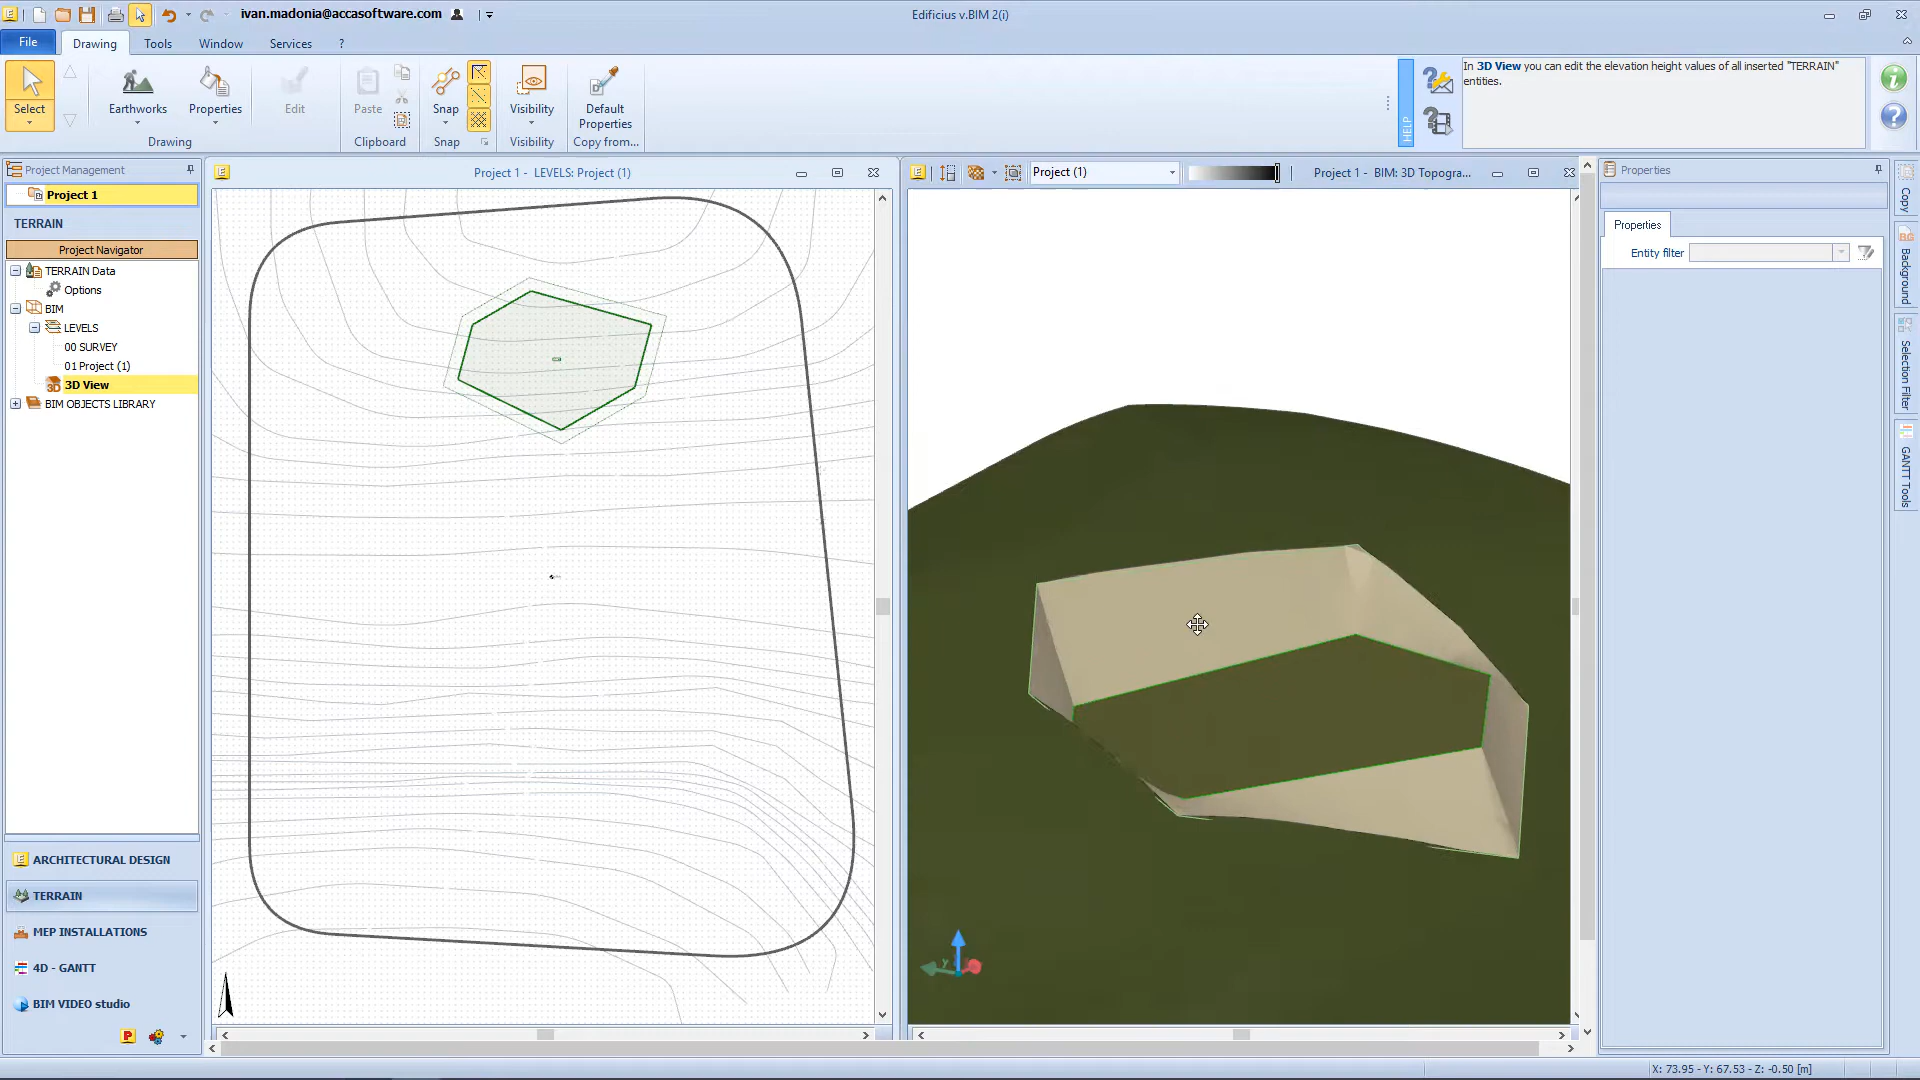 ivan.madonia@accasoftware.com
Edificius v.BIM 2(i)
File
Drawing
Tools
Window
Services
?
Select
Earthworks
Properties
Edit
Drawing
Paste
Clipboard
Snap
Snap
Visibility
Visibility
Default
Properties
Copy from...
HELP
In 3D View you can edit the elevation height values of all inserted "TERRAIN"
entities.
Project Management
Project 1
TERRAIN
Project Navigator
TERRAIN Data
Options
BIM
LEVELS
00 SURVEY
01 Project (1)
3D View
BIM OBJECTS LIBRARY
ARCHITECTURAL DESIGN
TERRAIN
MEP INSTALLATIONS
4D - GANTT
BIM VIDEO studio
Project 1 - LEVELS: Project (1)
Project (1)
Project 1 - BIM: 3D Topogra...
Properties
Properties
Entity filter
Copy
Background
Selection Filter
GANTT Tools
X: 73.95 - Y: 67.53 - Z: -0.50 [m]